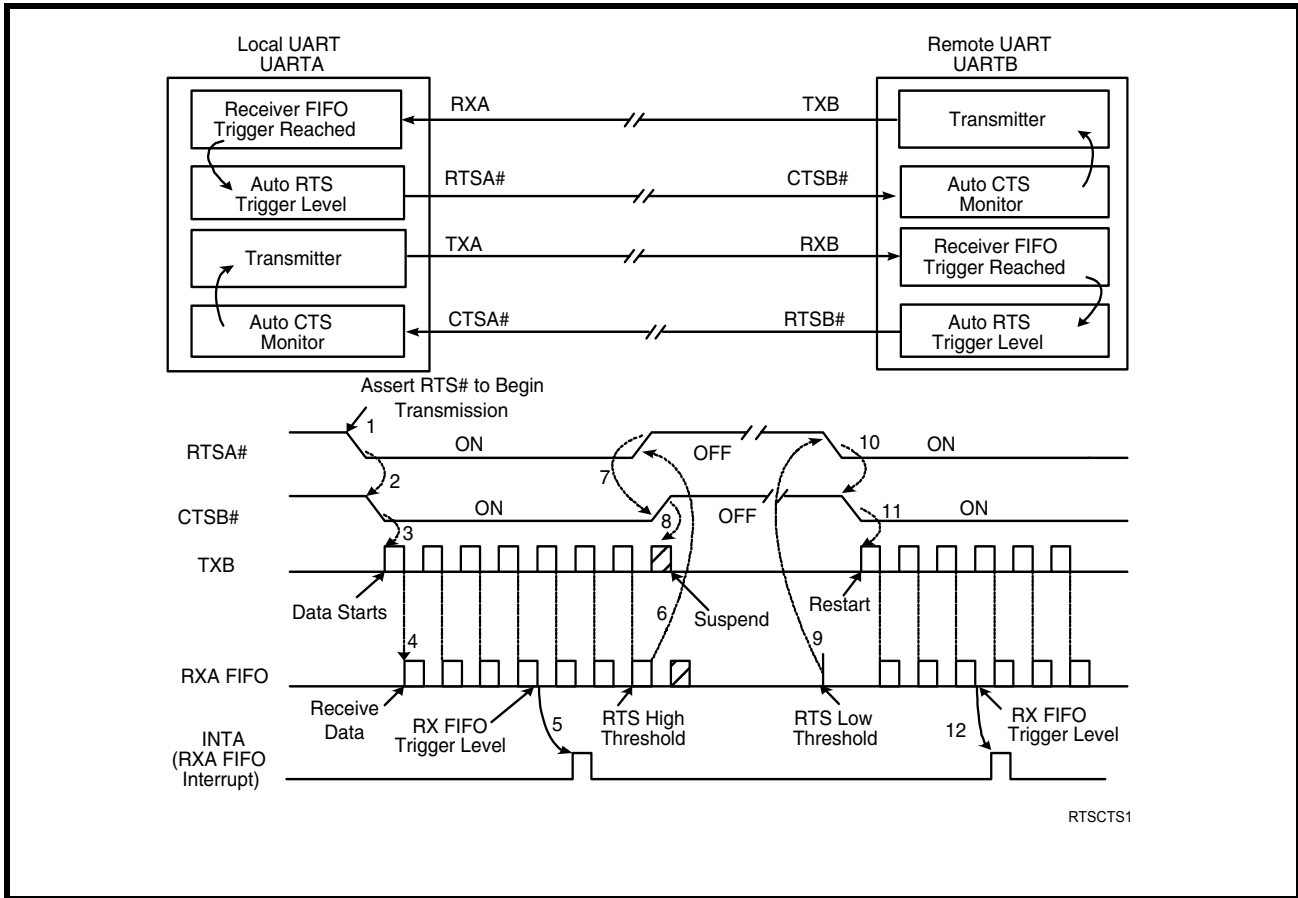 Local UART
UARTA
Remote UART
UARTB
Receiver FIFO
Trigger Reached
RXA
TXB
Transmitter
Auto RTS
Trigger Level
RTSA#
CTSB#
Auto CTS
Monitor
Transmitter
TXA
RXB
Receiver FIFO
Trigger Reached
Auto CTS
Monitor
CTSA#
RTSB#
Auto RTS
Trigger Level
Assert RTS# to Begin
Transmission
1
RTSA#
ON
OFF
10
ON
2
7
CTSB#
ON
8
OFF
11
ON
3
TXB
Data Starts
6
Suspend
Restart
4
9
RXA FIFO
Receive
Data
RX FIFO
Trigger Level
5
RTS High
Threshold
RTS Low
Threshold
12
RX FIFO
Trigger Level
INTA
(RXA FIFO
Interrupt)
RTSCTS1